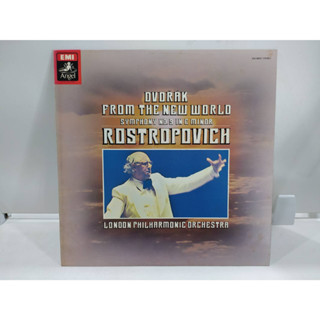 EMI
Angel
DVORAK
FROM THE NEW WORLD
SYMPHONY NO.9 IN E MINOR
ROSTROPOVICH
LONDON PHILHARMONIC ORCHESTRA